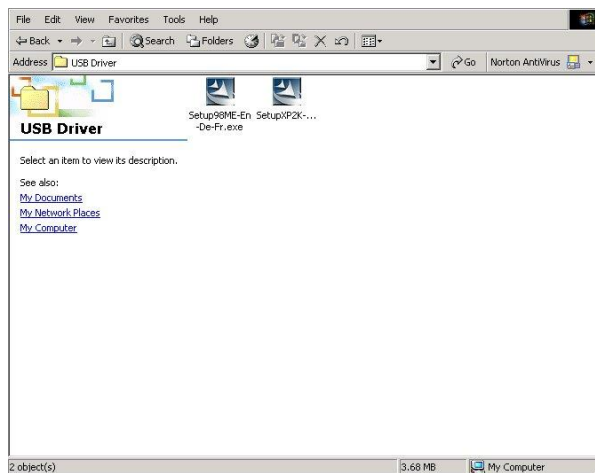 File Edit View Favorites Tools Help
Back Search Folders
Address USB Driver Go Norton AntiVirus
Setup98ME-En SetupXP2K-...
-De-Fr.exe
USB Driver
Select an item to view its description.
See also:
My Documents
My Network Places
My Computer
2 object(s) 3.68 MB My Computer